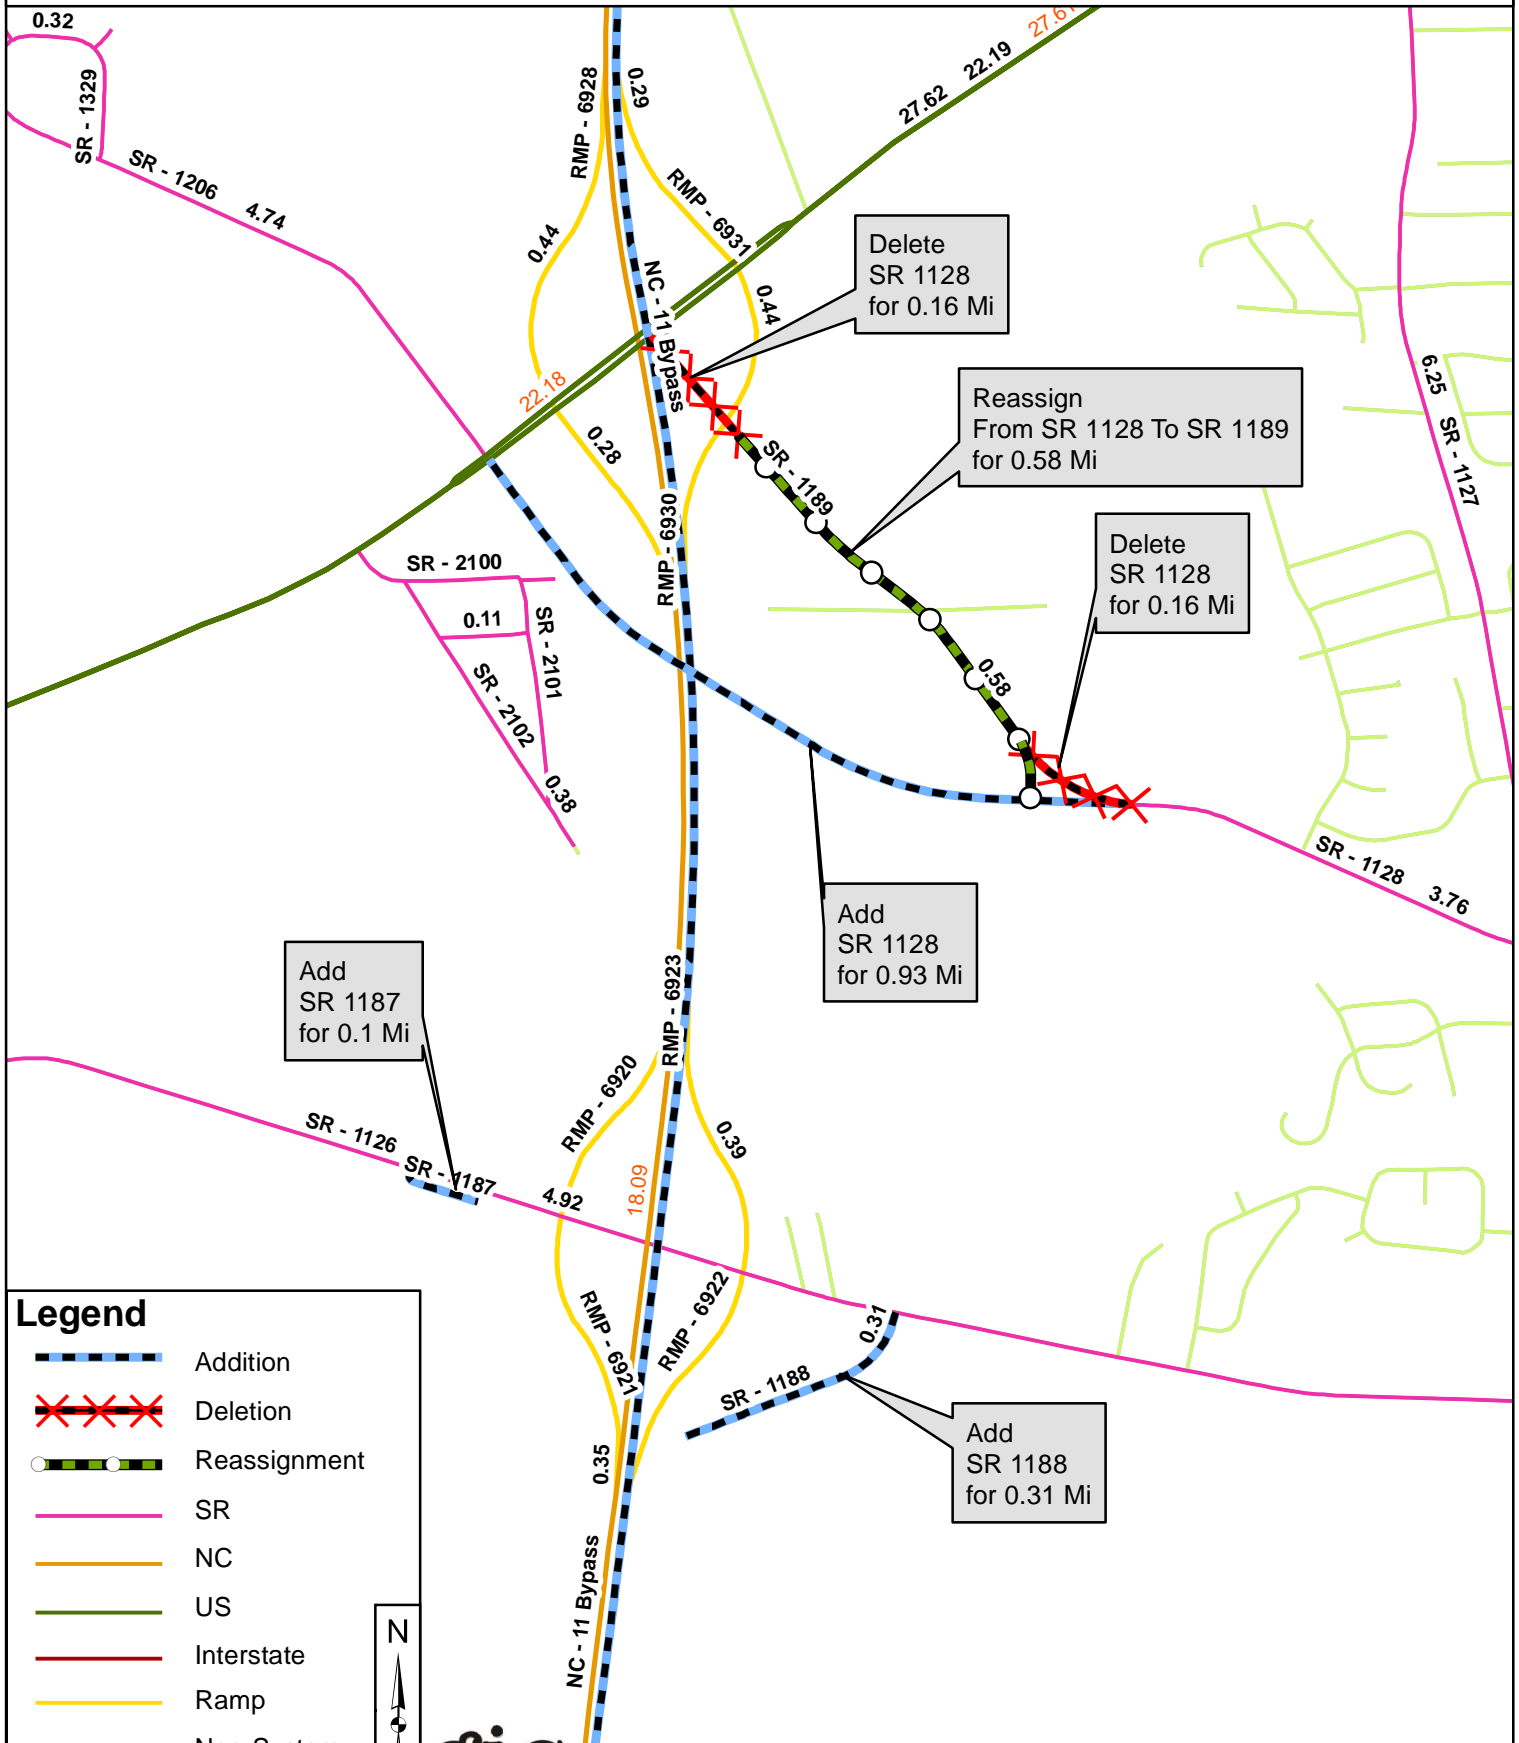 0.32
SR - 1329
SR - 1206
4.74
RMP - 6928
0.29
RMP - 6931
0.44
0.44
27.62
22.19
NC - 11 Bypass
22.18
0.28
RMP - 6930
Delete
SR 1128
for 0.16 Mi
Reassign
From SR 1128 To SR 1189
for 0.58 Mi
SR - 1189
0.58
Delete
SR 1128
for 0.16 Mi
6.25
SR - 1127
SR - 2100
0.11
SR - 2101
SR - 2102
0.38
SR - 1128
3.76
Add
SR 1128
for 0.93 Mi
Add
SR 1187
for 0.1 Mi
RMP - 6923
RMP - 6920
0.39
SR - 1126
SR - 1187
4.92
18.09
RMP - 6921
RMP - 6922
0.31
SR - 1188
Add
SR 1188
for 0.31 Mi
0.35
NC - 11 Bypass
Legend
Addition
Deletion
Reassignment
SR
NC
US
Interstate
Ramp
N